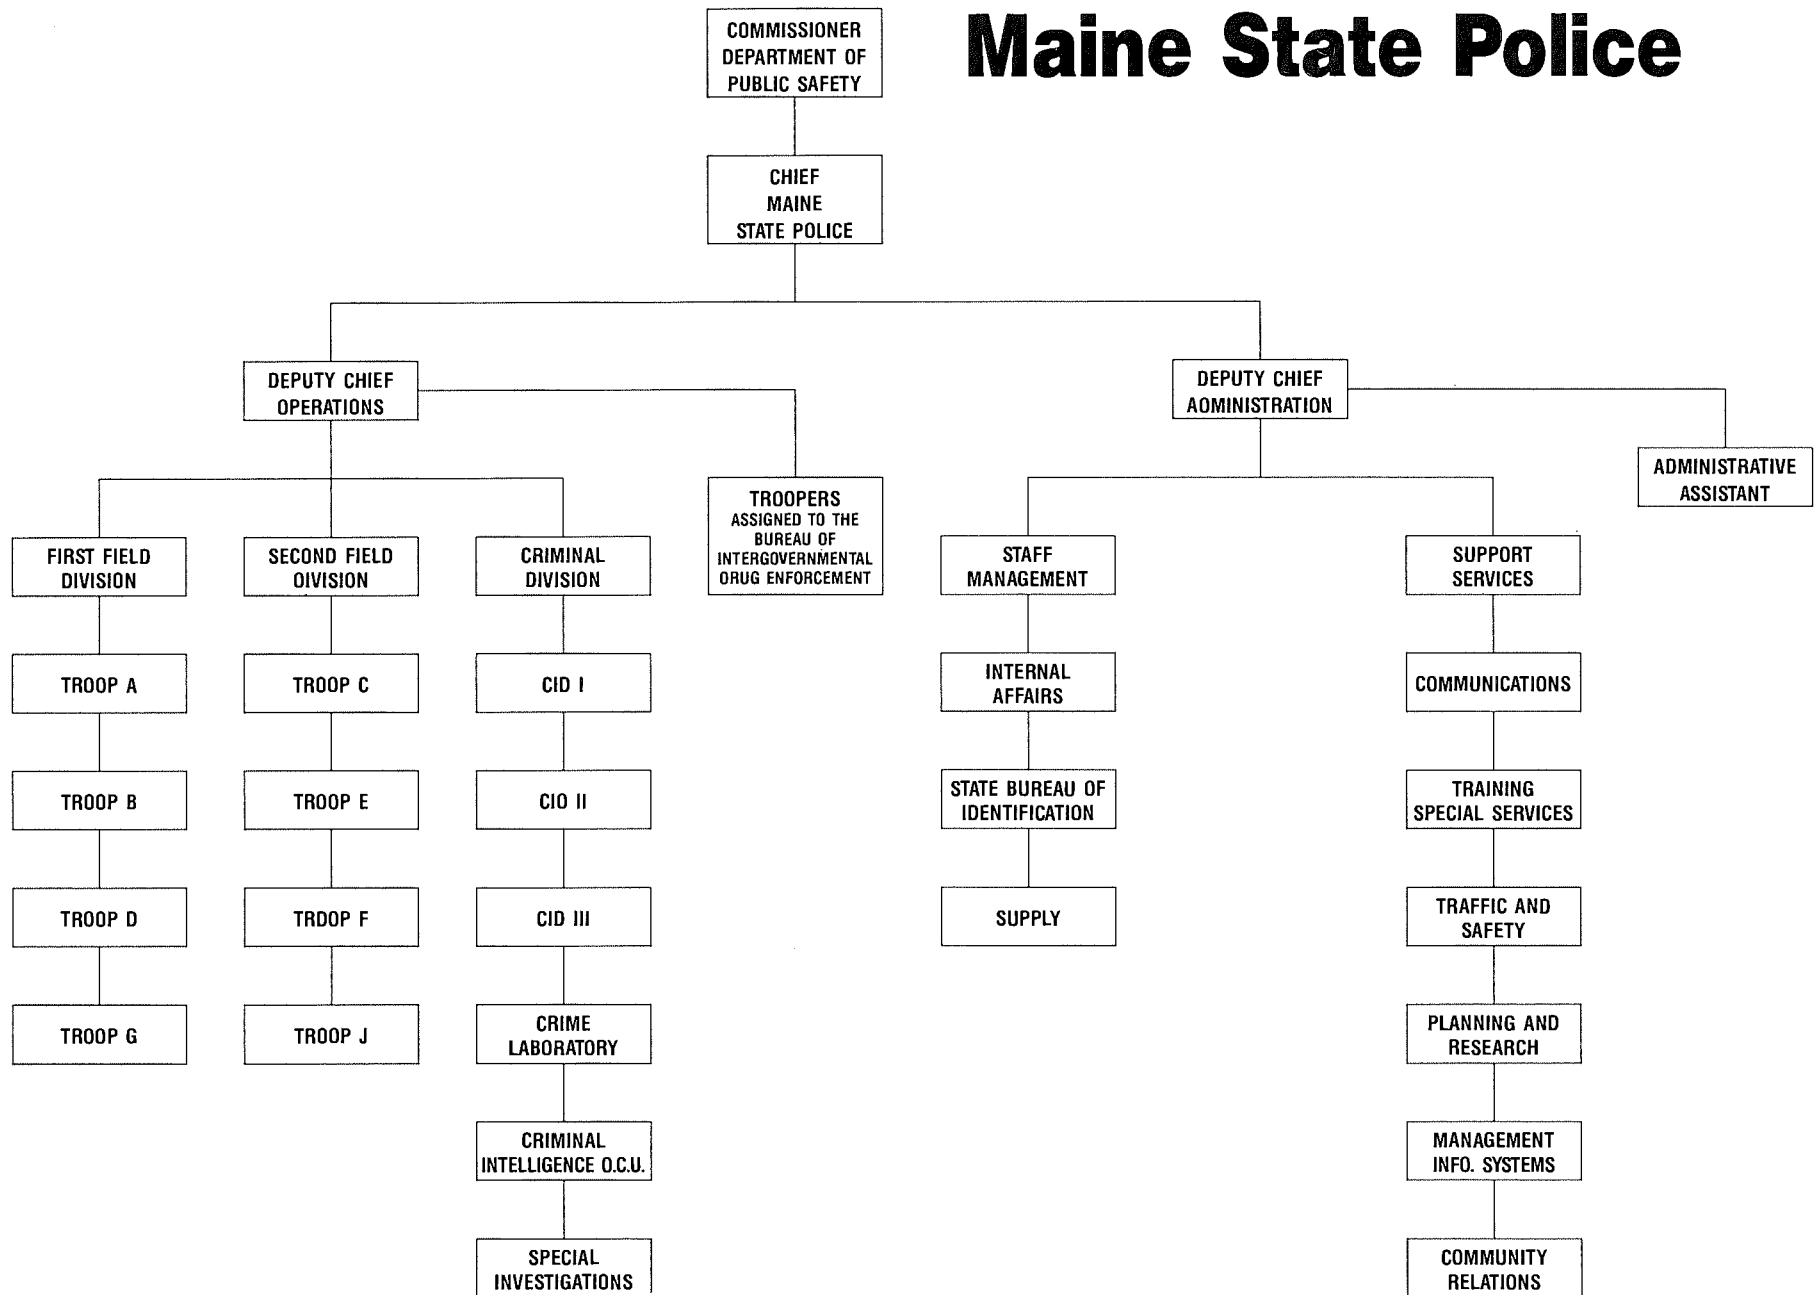 Maine State Police
COMMISSIONER
DEPARTMENT OF
PUBLIC SAFETY
CHIEF
MAINE
STATE POLICE
DEPUTY CHIEF
OPERATIONS
DEPUTY CHIEF
AOMINISTRATION
ADMINISTRATIVE
ASSISTANT
TROOPERS
ASSIGNED TO THE
BUREAU OF
INTERGOVERNMENTAL
ORUG ENFORCEMENT
FIRST FIELD
DIVISION
TROOP A
TROOP B
TROOP D
TROOP G
SECOND FIELD
OIVISION
TROOP C
TROOP E
TRDOP F
TROOP J
CRIMINAL
DIVISION
CID I
CIO II
CID III
CRIME
LABORATORY
CRIMINAL
INTELLIGENCE O.C.U.
SPECIAL
INVESTIGATIONS
STAFF
MANAGEMENT
INTERNAL
AFFAIRS
STATE BUREAU OF
IDENTIFICATION
SUPPLY
SUPPORT
SERVICES
COMMUNICATIONS
TRAINING
SPECIAL SERVICES
TRAFFIC AND
SAFETY
PLANNING AND
RESEARCH
MANAGEMENT
INFO. SYSTEMS
COMMUNITY
RELATIONS